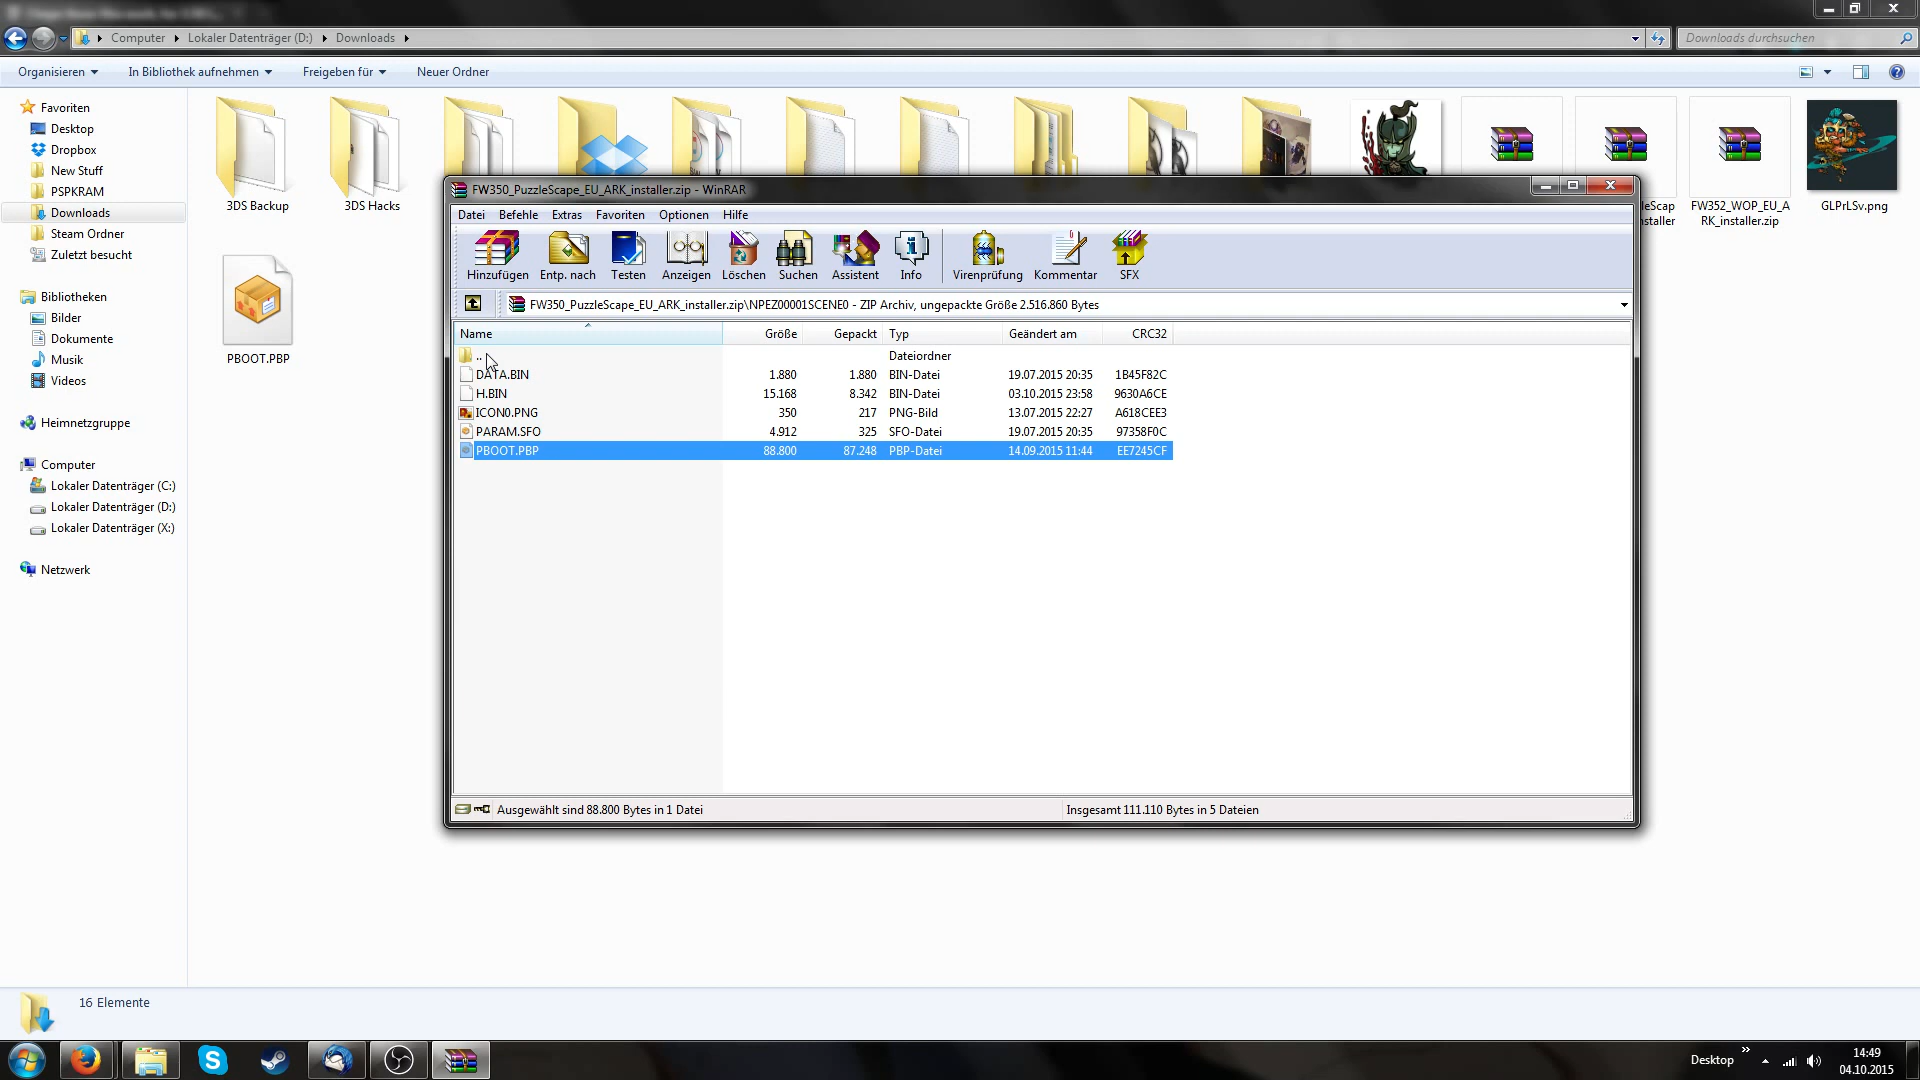 Computer Lokaler Datenträger (D:) Downloads
Downloads durchsuchen
Organisieren In Bibliothek aufnehmen Freigeben für Neuer Ordner
Favoriten
Desktop
Dropbox
New Stuff
PSPKRAM
Downloads
Steam Ordner
Zuletzt besucht
Bibliotheken
Bilder
Dokumente
Musik
Videos
Heimnetzgruppe
Computer
Lokaler Datenträger (C:)
Lokaler Datenträger (D:)
Lokaler Datenträger (X:)
Netzwerk
3DS Backup
3DS Hacks
leScap
nstaller
FW352_WOP_EU_A
RK_installer.zip
GLPrLSv.png
PBOOT.PBP
FW350_PuzzleScape_EU_ARK_installer.zip - WinRAR
Datei Befehle Extras Favoriten Optionen Hilfe
Hinzufügen Entp. nach Testen Anzeigen Löschen Suchen Assistent Info Virenprüfung Kommentar SFX
FW350_PuzzleScape_EU_ARK_installer.zip\NPEZ00001SCENE0 - ZIP Archiv, ungepackte Größe 2.516.860 Bytes
Name Größe Gepackt Typ Geändert am CRC32
.. Dateiordner
DATA.BIN 1.880 1.880 BIN-Datei 19.07.2015 20:35 1B45F82C
H.BIN 15.168 8.342 BIN-Datei 03.10.2015 23:58 9630A6CE
ICON0.PNG 350 217 PNG-Bild 13.07.2015 22:27 A618CEE3
PARAM.SFO 4.912 325 SFO-Datei 19.07.2015 20:35 97358F0C
PBOOT.PBP 88.800 87.248 PBP-Datei 14.09.2015 11:44 EE7245CF
Ausgewählt sind 88.800 Bytes in 1 Datei
Insgesamt 111.110 Bytes in 5 Dateien
16 Elemente
Desktop
14:49
04.10.2015